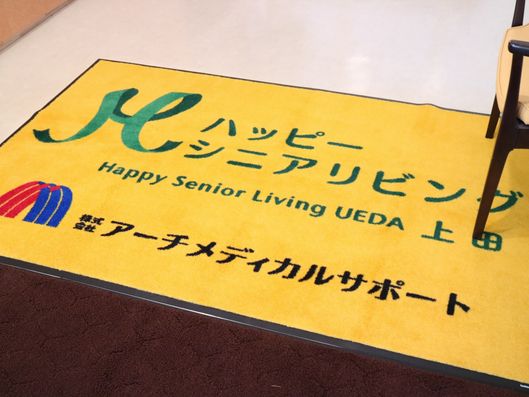 ハッピー
シニアリビング
Happy Senior Living UEDA 上田
株式会社 アーチメディカルサポート